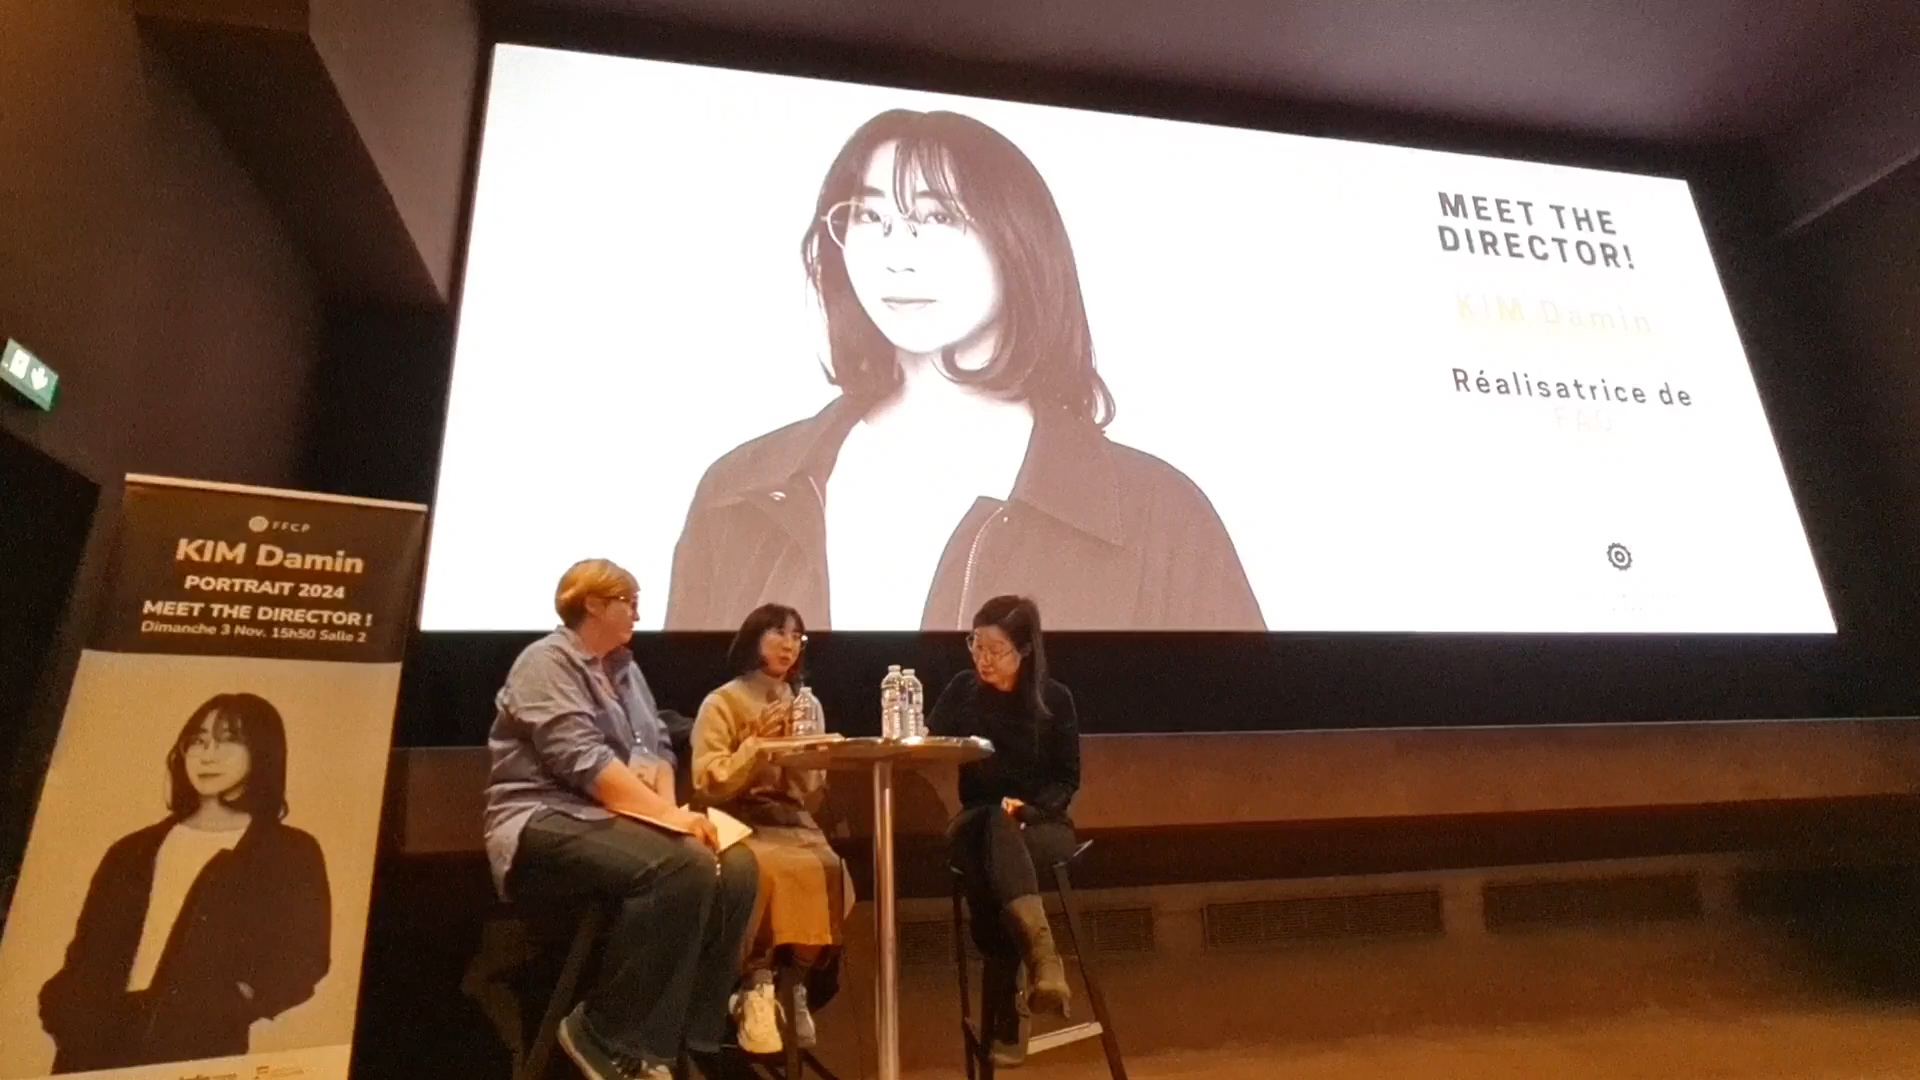 MEET THE
DIRECTOR!
KIM Damin
Réalisatrice de
FAQ
FFCP
KIM Damin
PORTRAIT 2024
MEET THE DIRECTOR !
Dimanche 3 Nov. 15h50 Salle 2